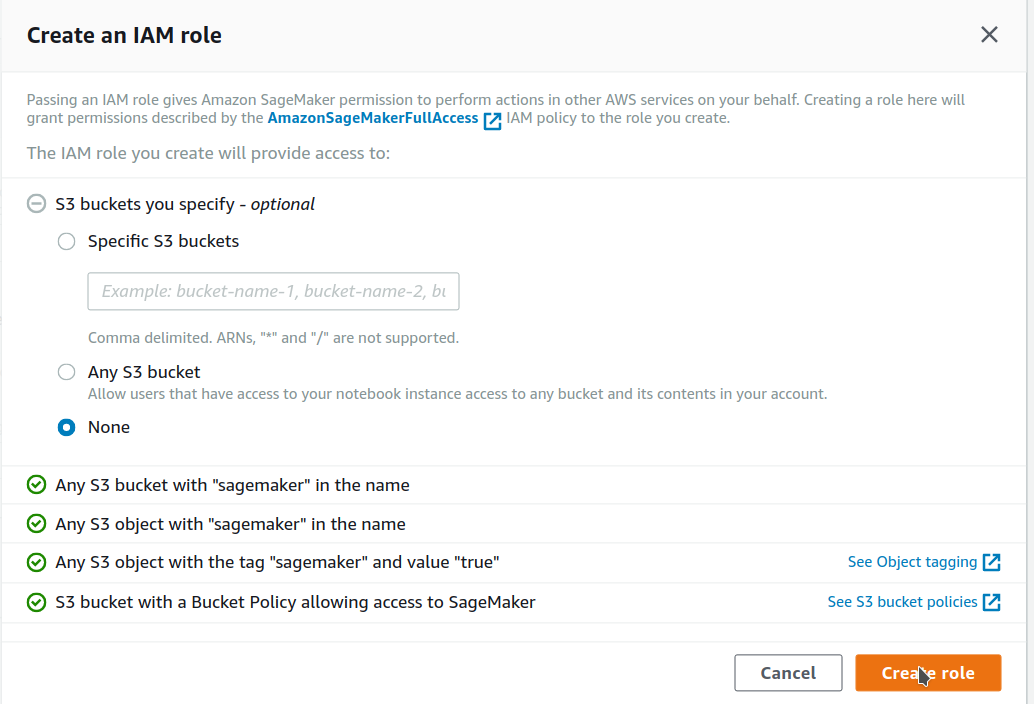 Create an IAM role
Passing an IAM role gives Amazon SageMaker permission to perform actions in other AWS services on your behalf. Creating a role here will
grant permissions described by the AmazonSageMakerFullAccess IAM policy to the role you create.
The IAM role you create will provide access to:
S3 buckets you specify - optional
Specific S3 buckets
Example: bucket-name-1, bucket-name-2, bu
Comma delimited. ARNs, "*" and "/" are not supported.
Any S3 bucket
Allow users that have access to your notebook instance access to any bucket and its contents in your account.
None
Any S3 bucket with "sagemaker" in the name
Any S3 object with "sagemaker" in the name
Any S3 object with the tag "sagemaker" and value "true" See Object tagging
S3 bucket with a Bucket Policy allowing access to SageMaker See S3 bucket policies
Cancel Create role